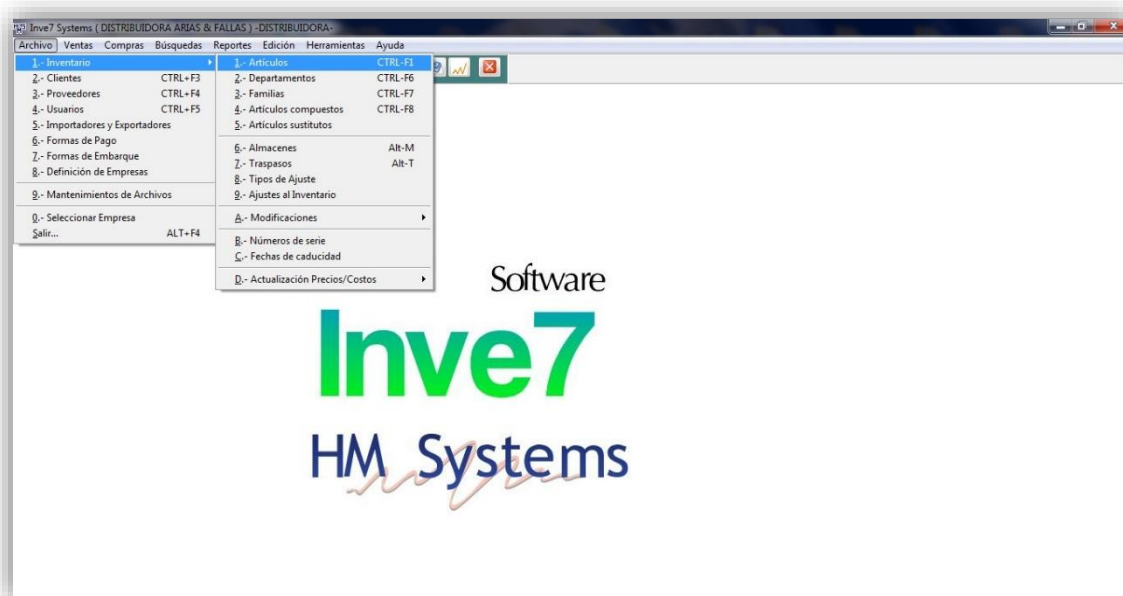 Inve7 Systems ( DISTRIBUIDORA ARIAS & FALLAS ) -DISTRIBUIDORA-
Archivo Ventas Compras Búsquedas Reportes Edición Herramientas Ayuda
1.- Inventario
2.- Clientes CTRL+F3
3.- Proveedores CTRL+F4
4.- Usuarios CTRL+F5
5.- Importadores y Exportadores
6.- Formas de Pago
7.- Formas de Embarque
8.- Definición de Empresas
9.- Mantenimientos de Archivos
0.- Seleccionar Empresa
Salir... ALT+F4
1.- Artículos CTRL-F1
2.- Departamentos CTRL-F6
3.- Familias CTRL-F7
4.- Artículos compuestos CTRL-F8
5.- Artículos sustitutos
6.- Almacenes Alt-M
7.- Traspasos Alt-T
8.- Tipos de Ajuste
9.- Ajustes al Inventario
A.- Modificaciones
B.- Números de serie
C.- Fechas de caducidad
D.- Actualización Precios/Costos
Software
Inve7
HM Systems